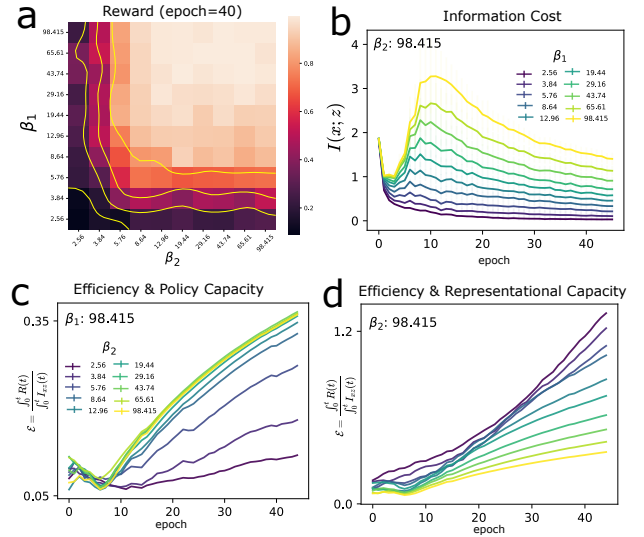 a
Reward (epoch=40)
98.415
65.61
43.74
29.16
19.44
12.96
8.64
5.76
3.84
2.56
β₁
2.56
3.84
5.76
8.64
12.96
19.44
29.16
43.74
65.61
98.415
β₂
0.8
0.6
0.4
0.2
b
Information Cost
β₂: 98.415
β₁
2.56 19.44
3.84 29.16
5.76 43.74
8.64 65.61
12.96 98.415
I(x; z)
4
3
2
1
0
0 10 20 30 40
epoch
c
Efficiency & Policy Capacity
β₁: 98.415
β₂
2.56 19.44
3.84 29.16
5.76 43.74
8.64 65.61
12.96 98.415
0.35
0.05
ℰ = ∫₀ᵗ R(t) / ∫₀ᵗ Iₓz(t)
0 10 20 30 40
epoch
d
Efficiency & Representational Capacity
β₂: 98.415
1.2
0.0
ℰ = ∫₀ᵗ R(t) / ∫₀ᵗ Iₓz(t)
0 10 20 30 40
epoch